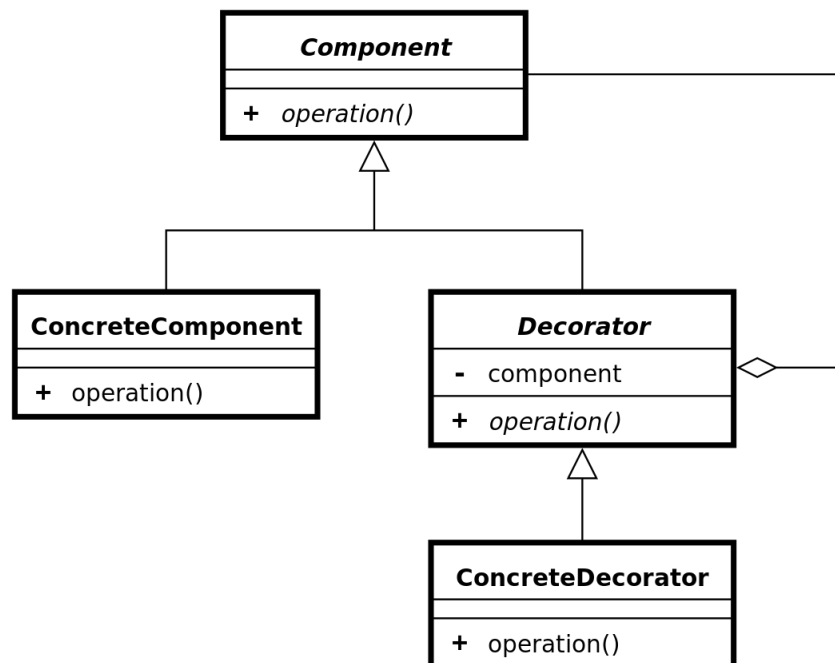 Component
+ operation()
ConcreteComponent
+ operation()
Decorator
- component
+ operation()
ConcreteDecorator
+ operation()